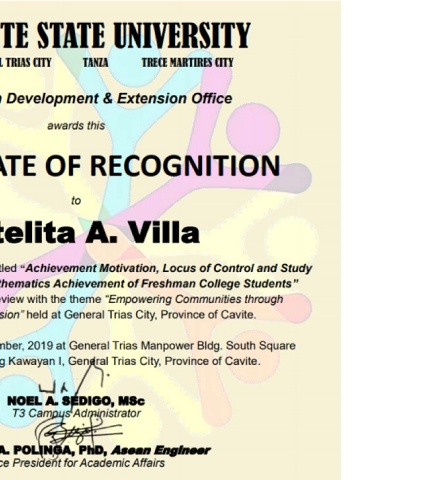 TE STATE UNIVERSITY
L TRIAS CITY TANZA TRECE MARTIRES CITY
Development & Extension Office
awards this
ATE OF RECOGNITION
to
telita A. Villa
tled "Achievement Motivation, Locus of Control and Study
thematics Achievement of Freshman College Students"
eview with the theme "Empowering Communities through
sion" held at General Trias City, Province of Cavite.
mber, 2019 at General Trias Manpower Bldg. South Square
g Kawayan I, General Trias City, Province of Cavite.
NOEL A. SEDIGO, MSc
T3 Campus Administrator
A. POLINGA, PhD, Asean Engineer
ce President for Academic Affairs